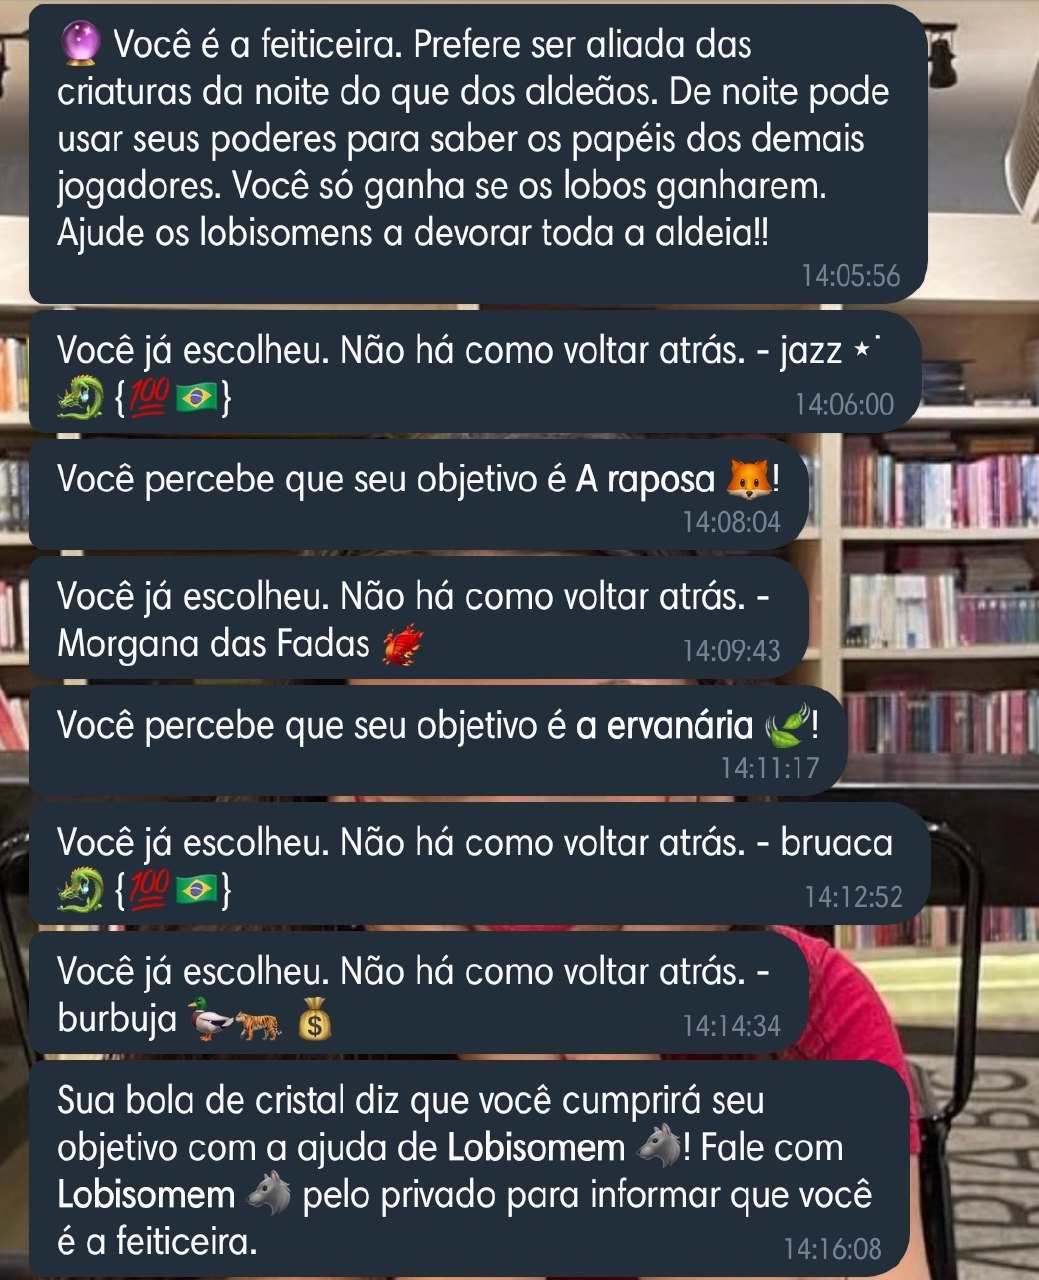 🔮 Você é a feiticeira. Prefere ser aliada das
criaturas da noite do que dos aldeãos. De noite pode
usar seus poderes para saber os papéis dos demais
jogadores. Você só ganha se os lobos ganharem.
Ajude os lobisomens a devorar toda a aldeia!!
14:05:56
Você já escolheu. Não há como voltar atrás. - jazz ⋆˙
🐉 {💯🇧🇷}
14:06:00
Você percebe que seu objetivo é A raposa 🦊!
14:08:04
Você já escolheu. Não há como voltar atrás. -
Morgana das Fadas 🐦‍🔥
14:09:43
Você percebe que seu objetivo é a ervanária 🍃!
14:11:17
Você já escolheu. Não há como voltar atrás. - bruaca
🐉 {💯🇧🇷}
14:12:52
Você já escolheu. Não há como voltar atrás. -
burbuja 🦆🐅 💰
14:14:34
Sua bola de cristal diz que você cumprirá seu
objetivo com a ajuda de Lobisomem 🐺! Fale com
Lobisomem 🐺 pelo privado para informar que você
é a feiticeira.
14:16:08